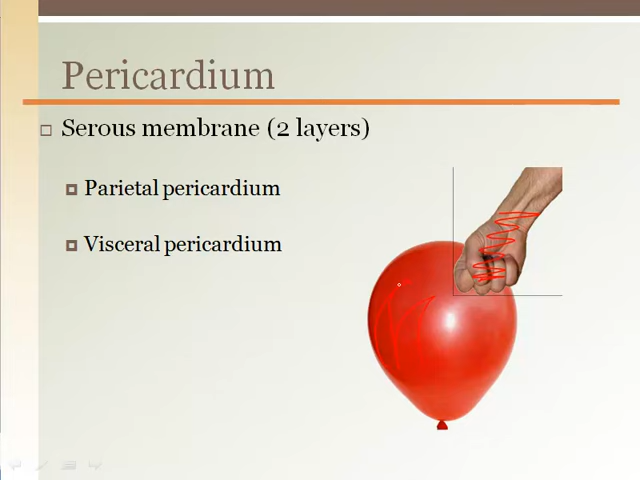 Pericardium
Serous membrane (2 layers)
Parietal pericardium
Visceral pericardium